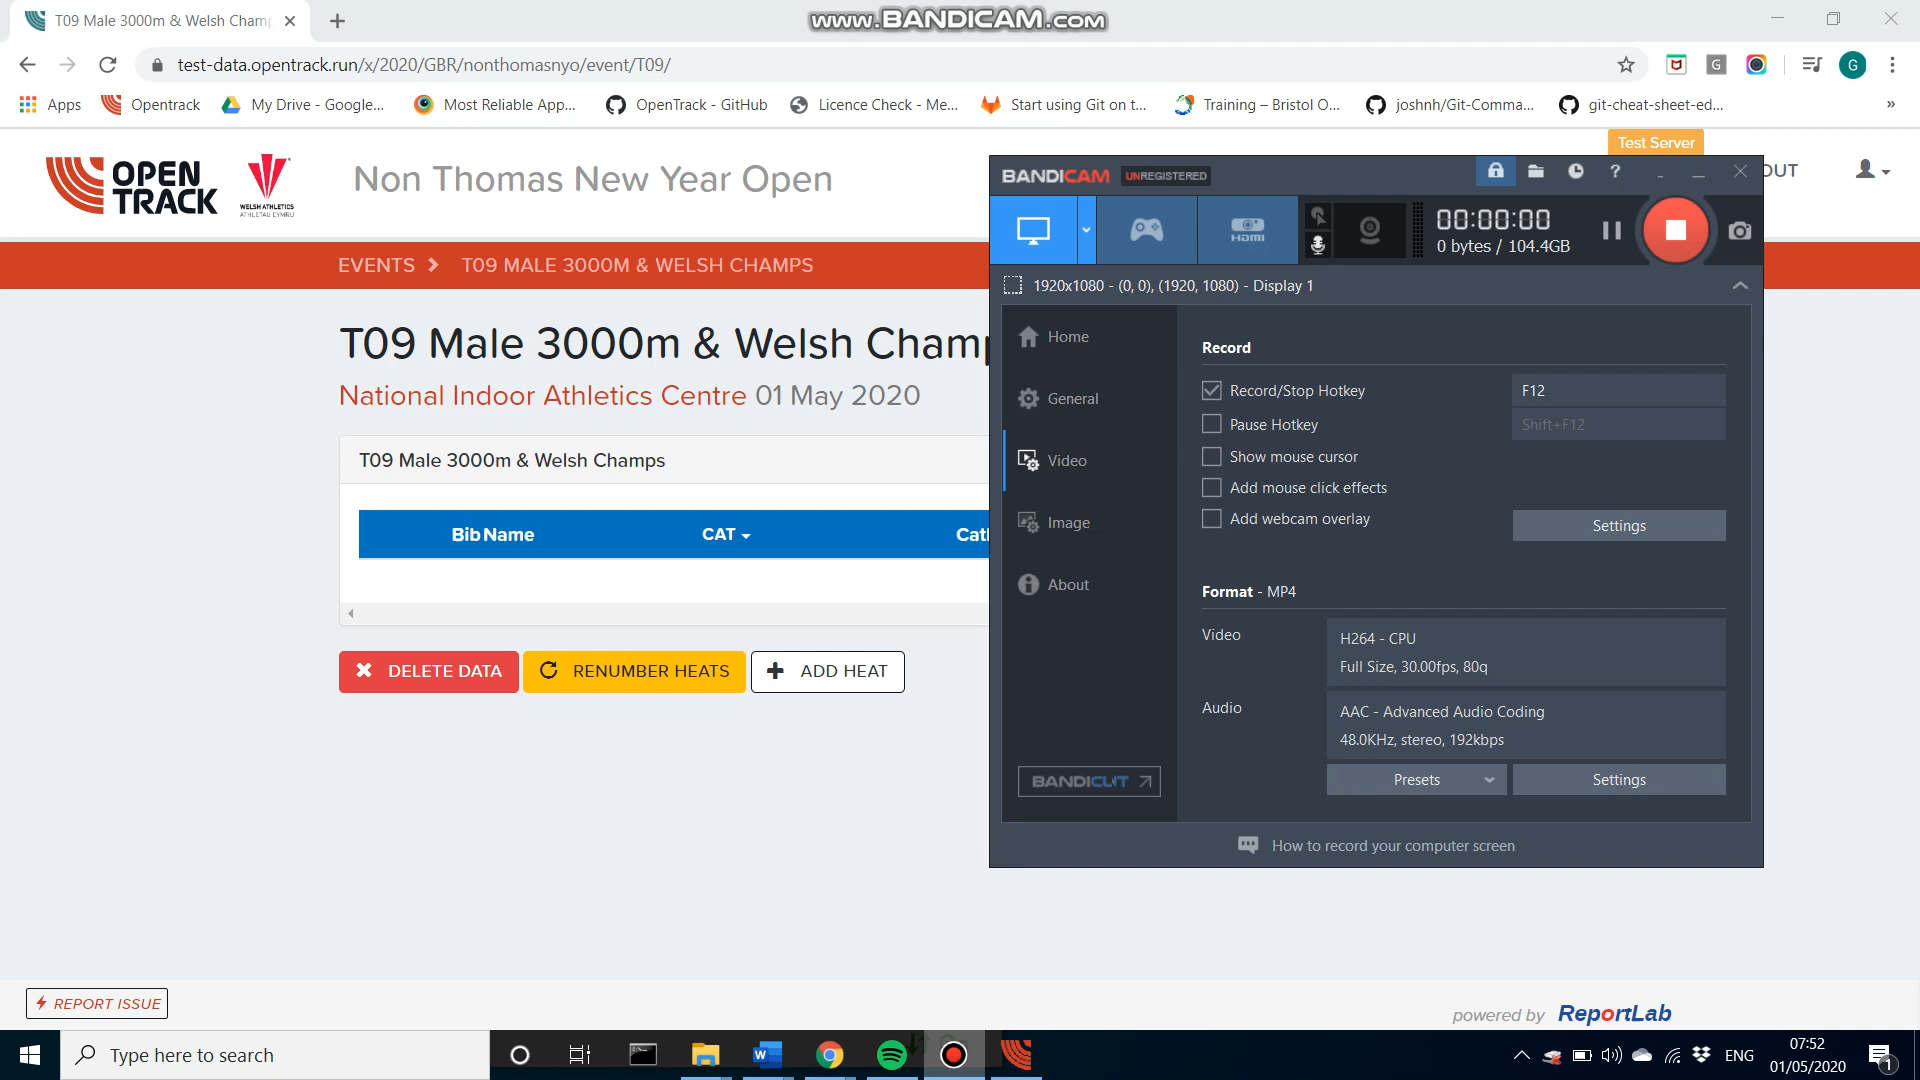 T09 Male 3000m & Welsh Champ
www.BANDICAM.com
test-data.opentrack.run/x/2020/GBR/nonthomasnyo/event/T09/
G
G
Apps
Opentrack
My Drive - Google...
Most Reliable App...
OpenTrack - GitHub
Licence Check - Me...
Start using Git on t...
Training – Bristol O...
joshnh/Git-Comma...
git-cheat-sheet-ed...
»
Test Server
OPEN
TRACK
WELSH ATHLETICS
ATHLETAU CYMRU
Non Thomas New Year Open
OUT
EVENTS
T09 MALE 3000M & WELSH CHAMPS
T09 Male 3000m & Welsh Champ
National Indoor Athletics Centre 01 May 2020
T09 Male 3000m & Welsh Champs
Bib Name
CAT
Cat
DELETE DATA
RENUMBER HEATS
ADD HEAT
BANDICAM
UNREGISTERED
?
HDMI
00:00:00
0 bytes / 104.4GB
1920x1080 - (0, 0), (1920, 1080) - Display 1
Home
General
Video
Image
About
BANDICUT
Record
Record/Stop Hotkey
F12
Pause Hotkey
Shift+F12
Show mouse cursor
Add mouse click effects
Add webcam overlay
Settings
Format - MP4
Video
H264 - CPU
Full Size, 30.00fps, 80q
Audio
AAC - Advanced Audio Coding
48.0KHz, stereo, 192kbps
Presets
Settings
How to record your computer screen
REPORT ISSUE
powered by ReportLab
Type here to search
W
ENG
07:52
01/05/2020
1